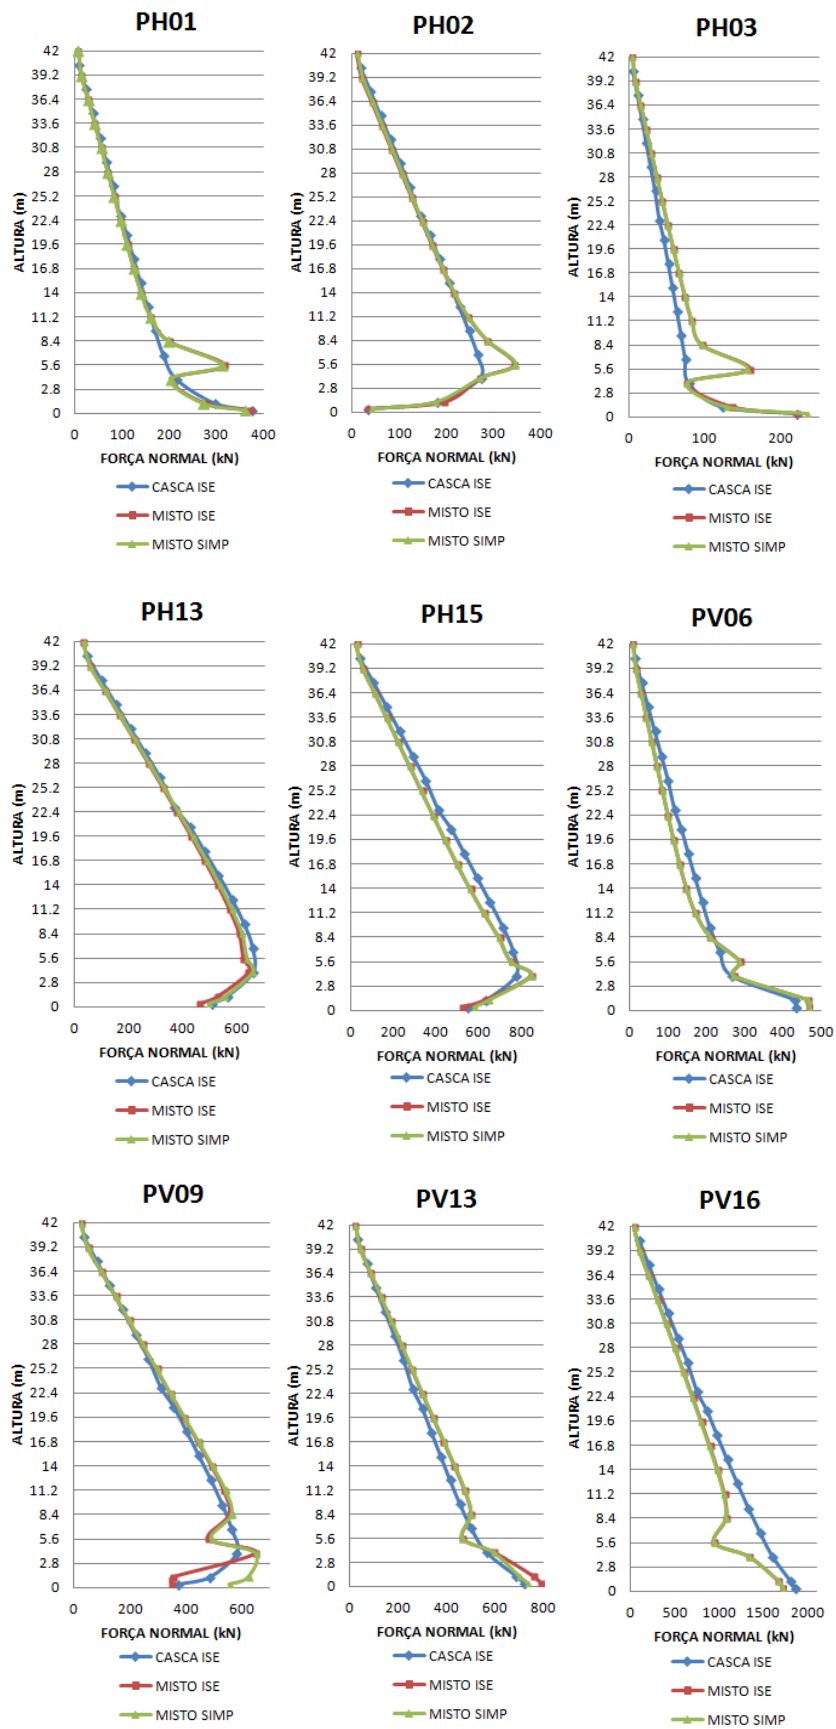 PH01
42
39.2
36.4
33.6
30.8
28
25.2
22.4
19.6
16.8
14
11.2
8.4
5.6
2.8
0
ALTURA (m)
0 100 200 300 400
FORÇA NORMAL (kN)
CASCA ISE
MISTO ISE
MISTO SIMP
PH02
42
39.2
36.4
33.6
30.8
28
25.2
22.4
19.6
16.8
14
11.2
8.4
5.6
2.8
0
ALTURA (m)
0 100 200 300 400
FORÇA NORMAL (kN)
CASCA ISE
MISTO ISE
MISTO SIMP
PH03
42
39.2
36.4
33.6
30.8
28
25.2
22.4
19.6
16.8
14
11.2
8.4
5.6
2.8
0
ALTURA (m)
0 100 200
FORÇA NORMAL (kN)
CASCA ISE
MISTO ISE
MISTO SIMP
PH13
42
39.2
36.4
33.6
30.8
28
25.2
22.4
19.6
16.8
14
11.2
8.4
5.6
2.8
0
ALTURA (m)
0 200 400 600
FORÇA NORMAL (kN)
CASCA ISE
MISTO ISE
MISTO SIMP
PH15
42
39.2
36.4
33.6
30.8
28
25.2
22.4
19.6
16.8
14
11.2
8.4
5.6
2.8
0
ALTURA (m)
0 200 400 600 800
FORÇA NORMAL (kN)
CASCA ISE
MISTO ISE
MISTO SIMP
PV06
42
39.2
36.4
33.6
30.8
28
25.2
22.4
19.6
16.8
14
11.2
8.4
5.6
2.8
0
ALTURA (m)
0 100 200 300 400 500
FORÇA NORMAL (kN)
CASCA ISE
MISTO ISE
MISTO SIMP
PV09
42
39.2
36.4
33.6
30.8
28
25.2
22.4
19.6
16.8
14
11.2
8.4
5.6
2.8
0
ALTURA (m)
0 200 400 600
FORÇA NORMAL (kN)
CASCA ISE
MISTO ISE
MISTO SIMP
PV13
42
39.2
36.4
33.6
30.8
28
25.2
22.4
19.6
16.8
14
11.2
8.4
5.6
2.8
0
ALTURA (m)
0 200 400 600 800
FORÇA NORMAL (kN)
CASCA ISE
MISTO ISE
MISTO SIMP
PV16
42
39.2
36.4
33.6
30.8
28
25.2
22.4
19.6
16.8
14
11.2
8.4
5.6
2.8
0
ALTURA (m)
0 500 1000 1500 2000
FORÇA NORMAL (kN)
CASCA ISE
MISTO ISE
MISTO SIMP